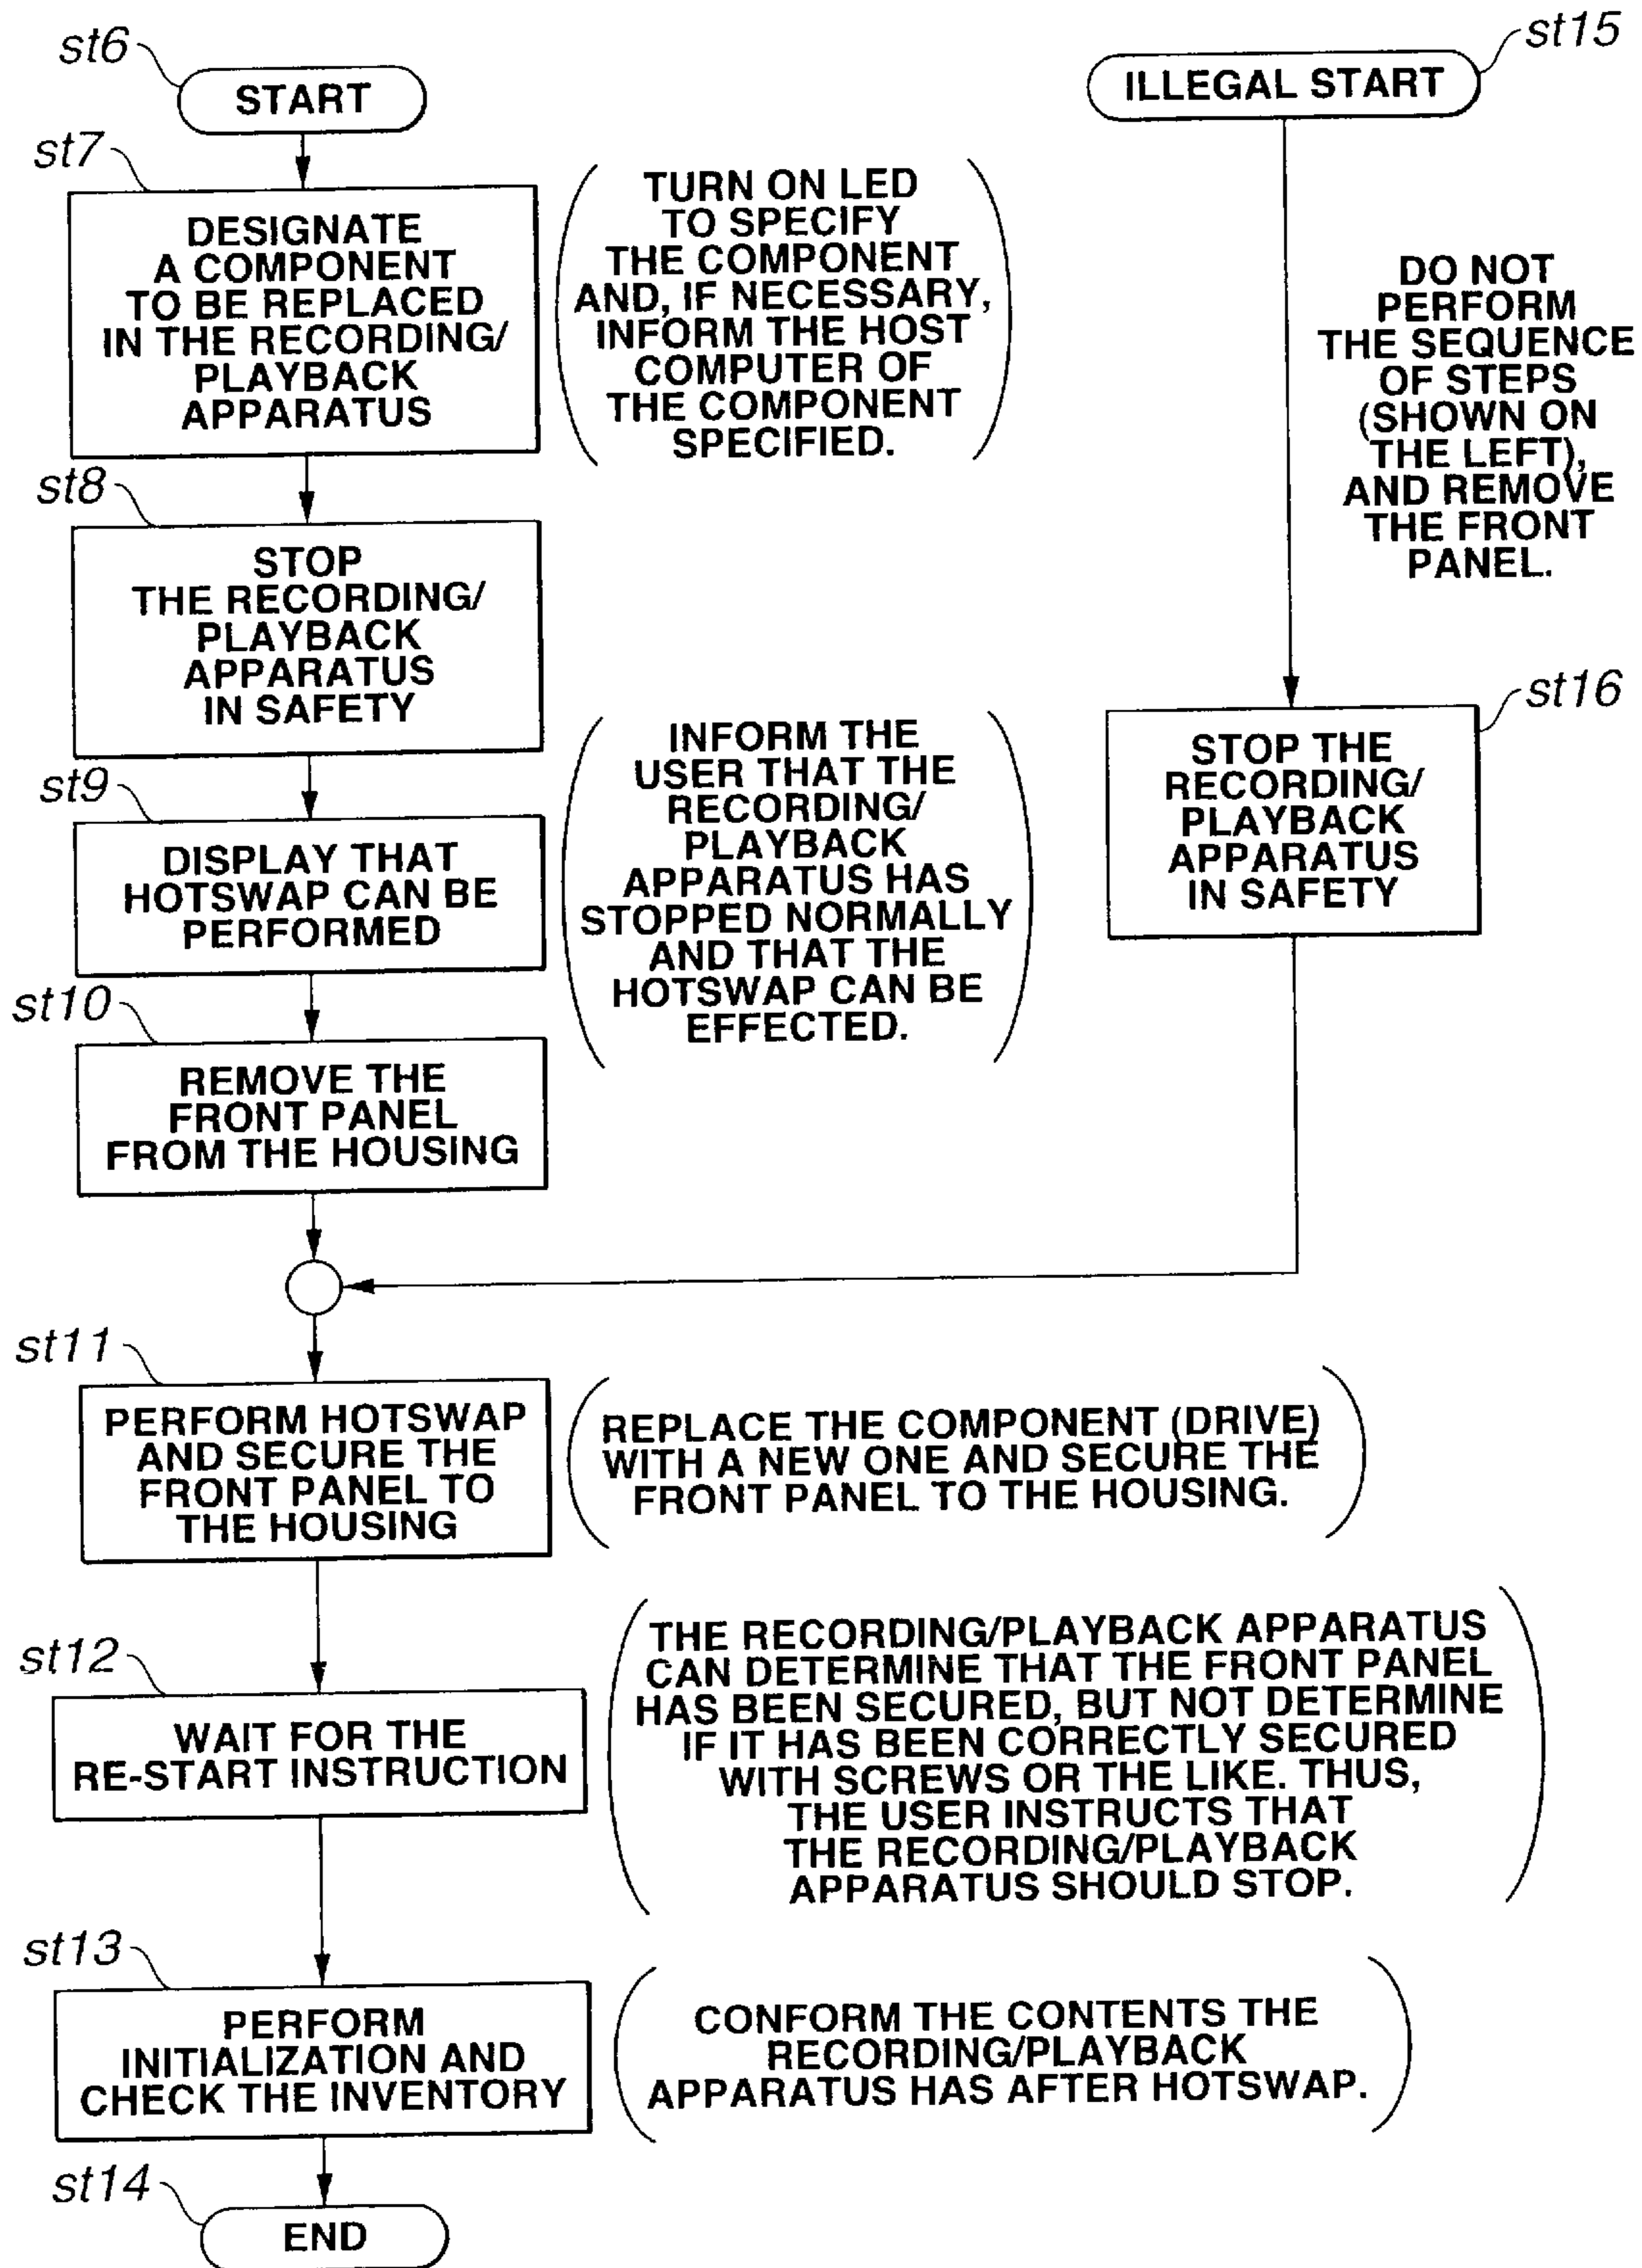 st6
START
st7
DESIGNATE
A COMPONENT
TO BE REPLACED
IN THE RECORDING/
PLAYBACK
APPARATUS
TURN ON LED
TO SPECIFY
THE COMPONENT
AND, IF NECESSARY,
INFORM THE HOST
COMPUTER OF
THE COMPONENT
SPECIFIED.
st8
STOP
THE RECORDING/
PLAYBACK
APPARATUS
IN SAFETY
st9
DISPLAY THAT
HOTSWAP CAN BE
PERFORMED
INFORM THE
USER THAT THE
RECORDING/
PLAYBACK
APPARATUS HAS
STOPPED NORMALLY
AND THAT THE
HOTSWAP CAN BE
EFFECTED.
st10
REMOVE THE
FRONT PANEL
FROM THE HOUSING
st15
ILLEGAL START
DO NOT
PERFORM
THE SEQUENCE
OF STEPS
(SHOWN ON
THE LEFT),
AND REMOVE
THE FRONT
PANEL.
st16
STOP THE
RECORDING/
PLAYBACK
APPARATUS
IN SAFETY
st11
PERFORM HOTSWAP
AND SECURE THE
FRONT PANEL TO
THE HOUSING
REPLACE THE COMPONENT (DRIVE)
WITH A NEW ONE AND SECURE THE
FRONT PANEL TO THE HOUSING.
st12
WAIT FOR THE
RE-START INSTRUCTION
THE RECORDING/PLAYBACK APPARATUS
CAN DETERMINE THAT THE FRONT PANEL
HAS BEEN SECURED, BUT NOT DETERMINE
IF IT HAS BEEN CORRECTLY SECURED
WITH SCREWS OR THE LIKE. THUS,
THE USER INSTRUCTS THAT
THE RECORDING/PLAYBACK
APPARATUS SHOULD STOP.
st13
PERFORM
INITIALIZATION AND
CHECK THE INVENTORY
CONFORM THE CONTENTS THE
RECORDING/PLAYBACK
APPARATUS HAS AFTER HOTSWAP.
st14
END